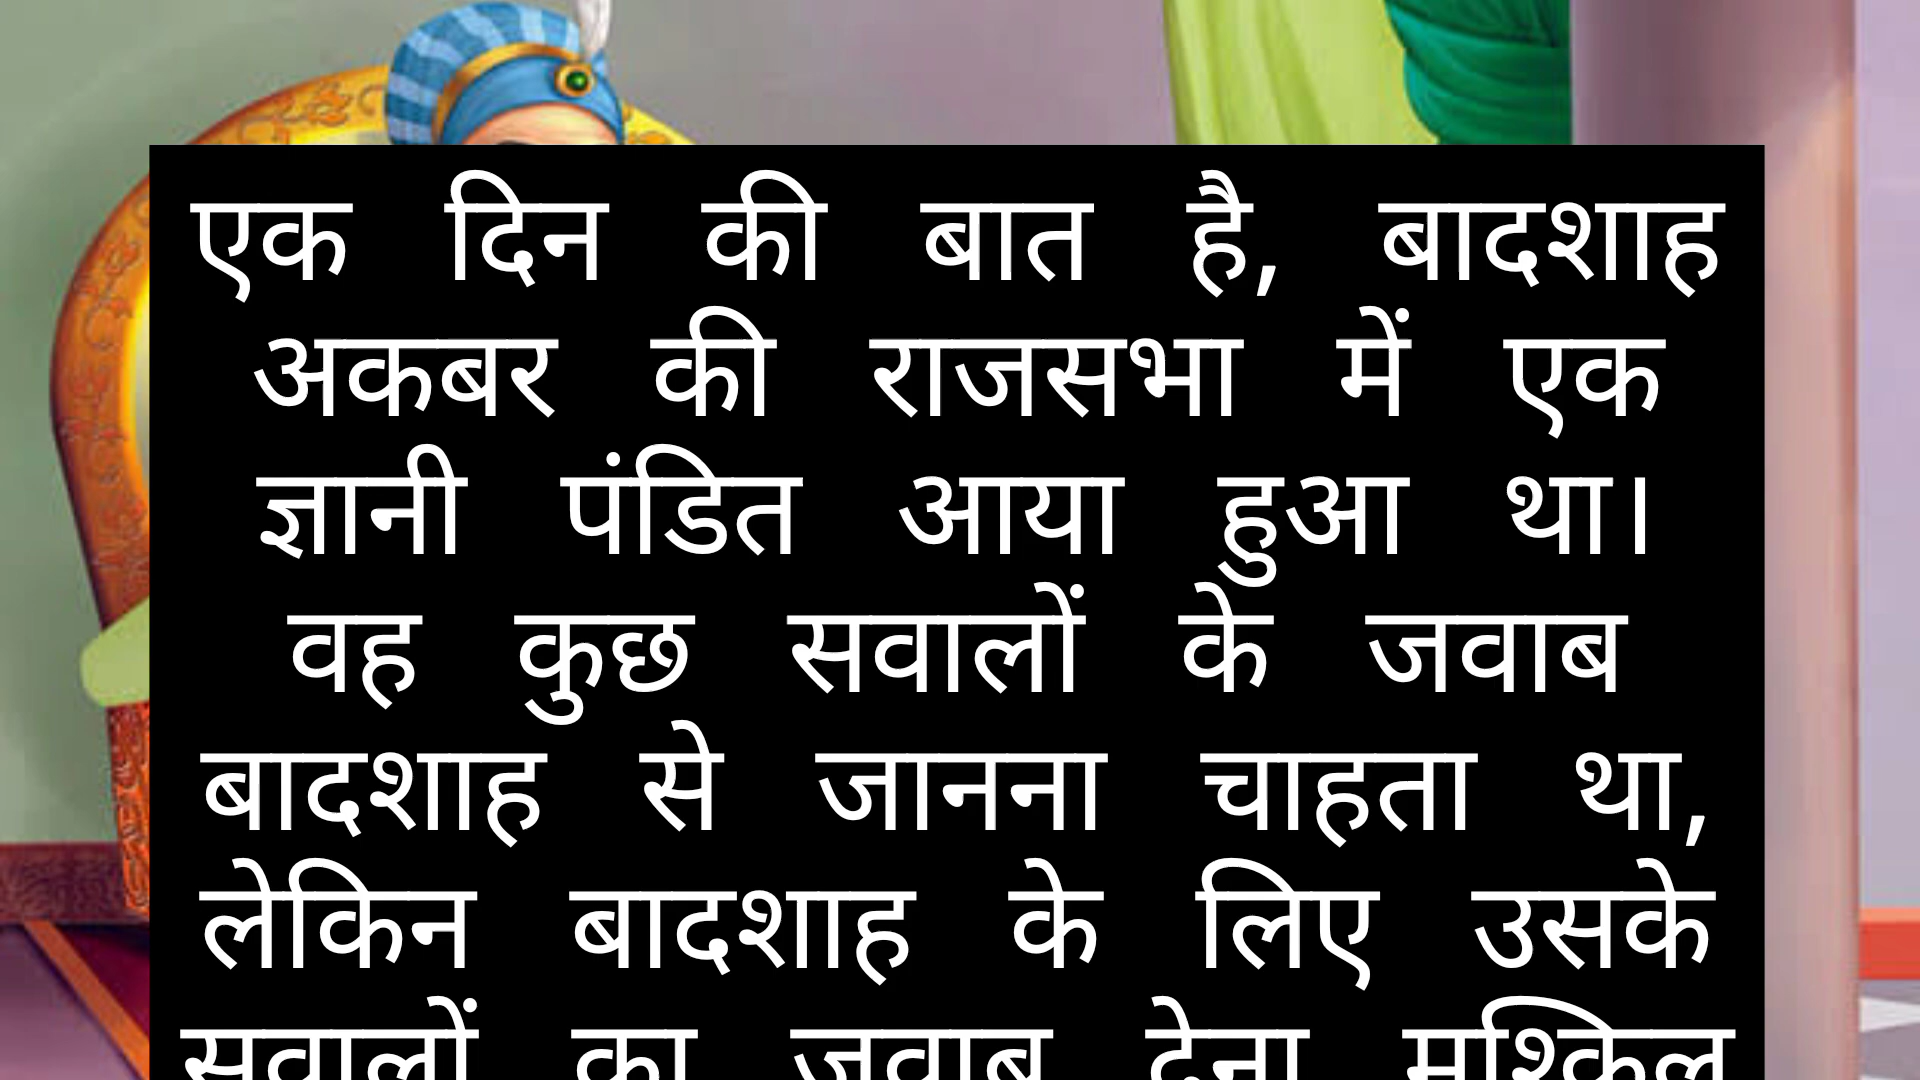 एक दिन की बात है, बादशाह
अकबर की राजसभा में एक
ज्ञानी पंडित आया हुआ था।
वह कुछ सवालों के जवाब
बादशाह से जानना चाहता था,
लेकिन बादशाह के लिए उसके
सवालों का जवाब देना मुश्किल